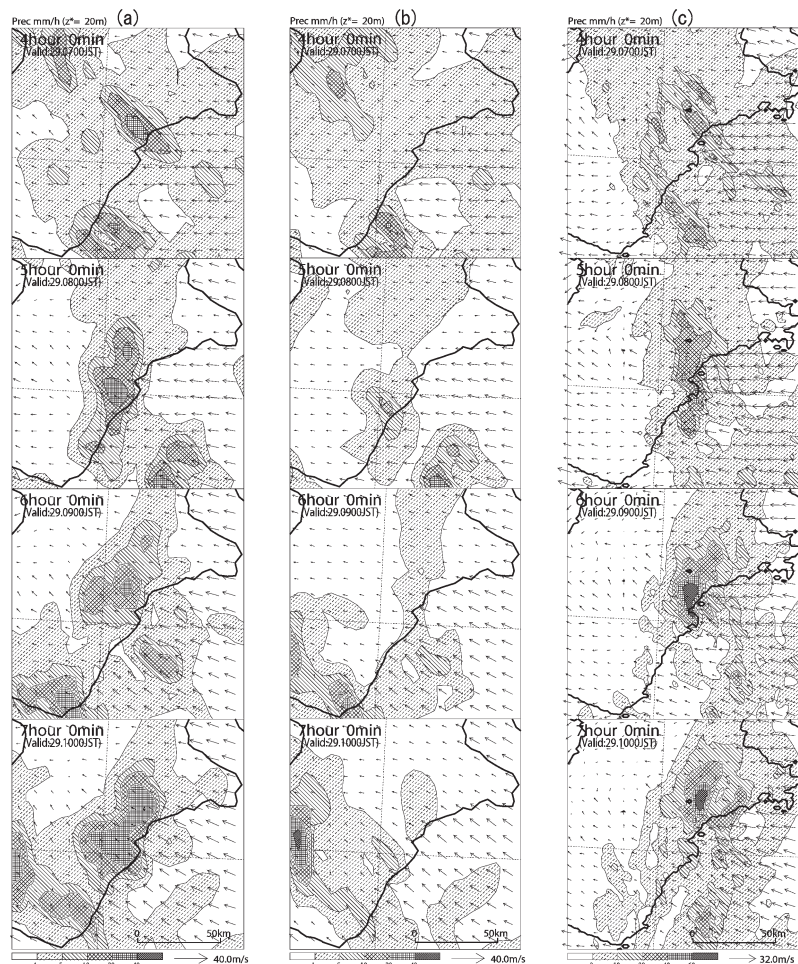 Prec mm/h (z*= 20m) (a)
4hour 0min
(Valid:29.0700JST)
5hour 0min
(Valid:29.0800JST)
6hour 0min
(Valid:29.0900JST)
7hour 0min
(Valid:29.1000JST)
0 50km
40.0m/s
Prec mm/h (z*= 20m) (b)
4hour 0min
(Valid:29.0700JST)
5hour 0min
(Valid:29.0800JST)
6hour 0min
(Valid:29.0900JST)
7hour 0min
(Valid:29.1000JST)
0 50km
40.0m/s
Prec mm/h (z*= 20m) (c)
4hour 0min
(Valid:29.0700JST)
5hour 0min
(Valid:29.0800JST)
6hour 0min
(Valid:29.0900JST)
7hour 0min
(Valid:29.1000JST)
0 50km
32.0m/s